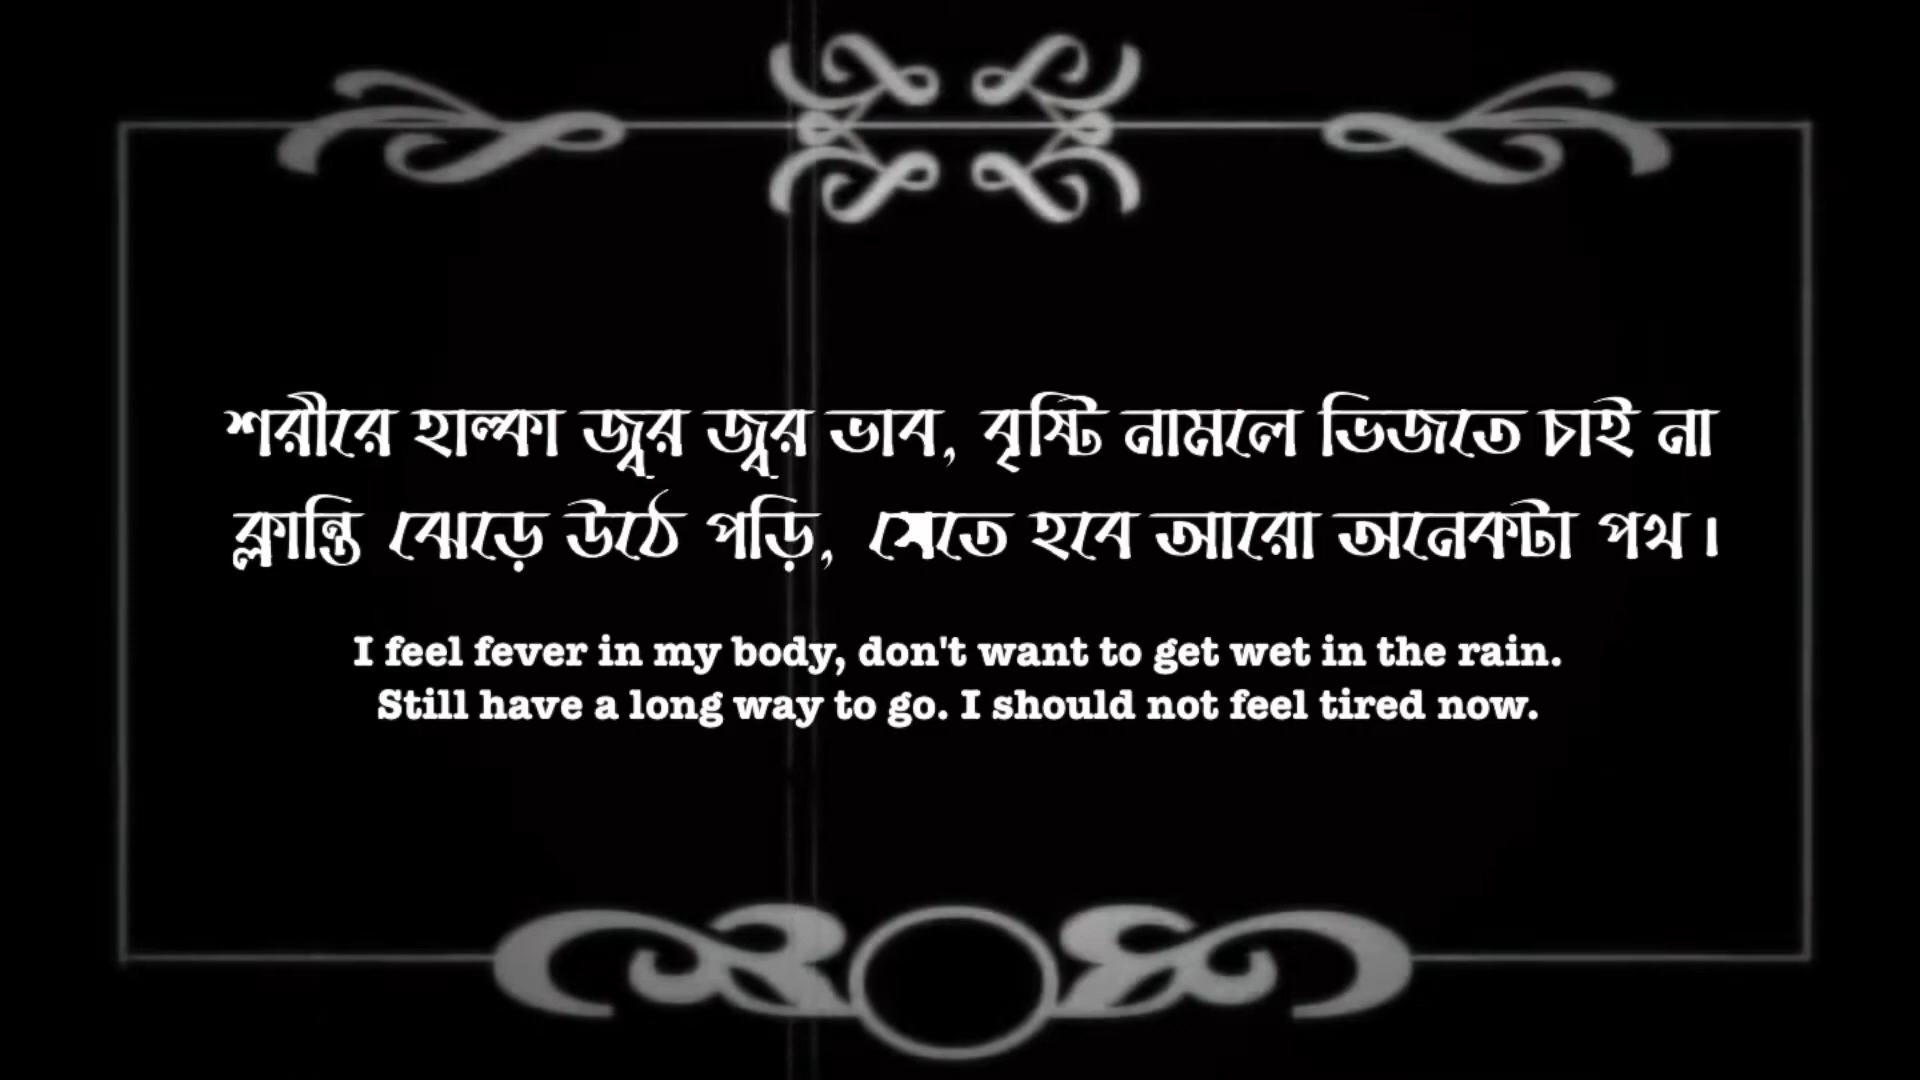 শরীরে হাল্কা জ্বর জ্বর ভাব, বৃষ্টি নামলে ভিজতে চাই না
ক্লান্তি ঝেড়ে উঠে পড়ি, যেতে হবে আরো অনেকটা পথ।
I feel fever in my body, don't want to get wet in the rain.
Still have a long way to go. I should not feel tired now.